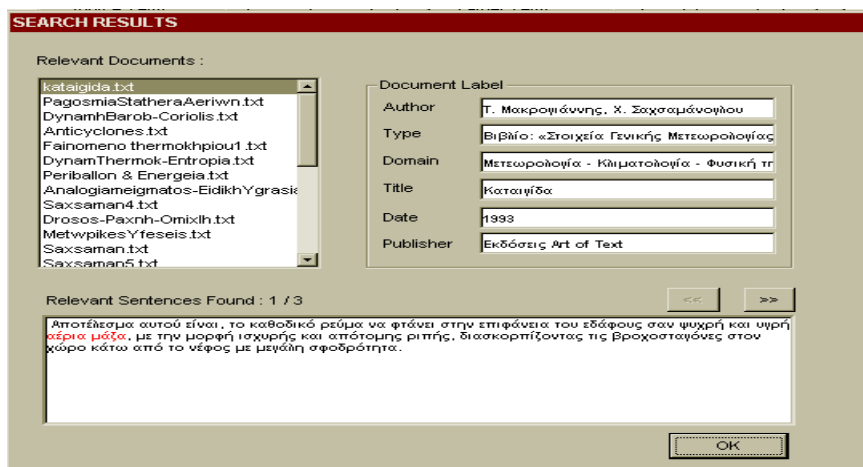 SEARCH RESULTS
Relevant Documents :
kataigida.txt
PagosmiaStatheraAeriwn.txt
DynamhBarob-Coriolis.txt
Anticyclones.txt
Fainomeno thermokhpiou1.txt
DynamThermok-Entropia.txt
Periballon & Energeia.txt
Analogiameigmatos-EidikhYgrasia
Saxsaman4.txt
Drosos-Paxnh-Omixlh.txt
MetwpikesYfeseis.txt
Saxsaman.txt
Saxsaman5.txt
Document Label
Author Τ. Μακρογιάννης, Χ. Σαχσαμάνογλου
Type Βιβλίο: «Στοιχεία Γενικής Μετεωρολογίας
Domain Μετεωρολογία - Κλιματολογία - Φυσική τη
Title Καταιγίδα
Date 1993
Publisher Εκδόσεις Art of Text
Relevant Sentences Found : 1 / 3
<< >>
Αποτέλεσμα αυτού είναι, το καθοδικό ρεύμα να φτάνει στην επιφάνεια του εδάφους σαν ψυχρή και υγρή
αέρια μάζα, με την μορφή ισχυρής και απότομης ριπής, διασκορπίζοντας τις βροχοσταγόνες στον
χώρο κάτω από το νέφος με μεγάλη σφοδρότητα.
OK